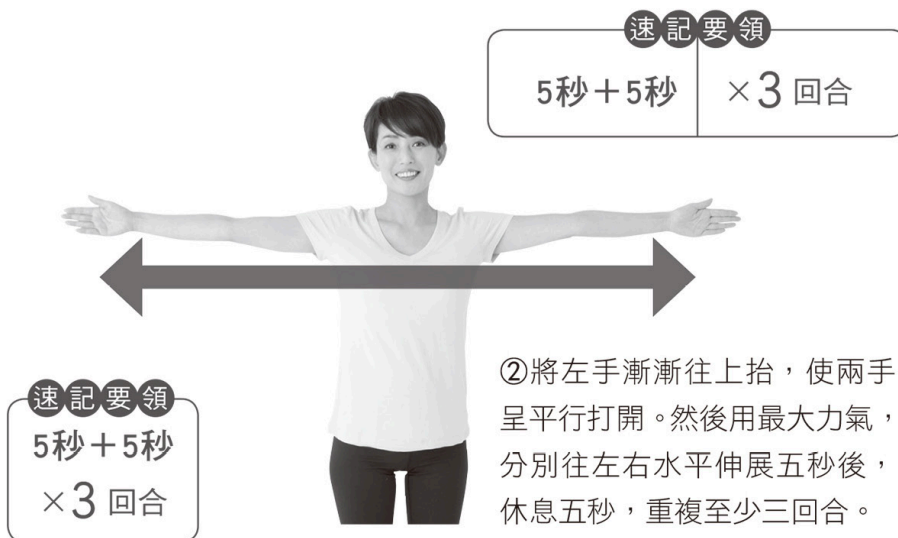 速記要領
5秒＋5秒 ×3 回合
速記要領
5秒＋5秒
×3 回合
②將左手漸漸往上抬，使兩手
呈平行打開。然後用最大力氣，
分別往左右水平伸展五秒後，
休息五秒，重複至少三回合。